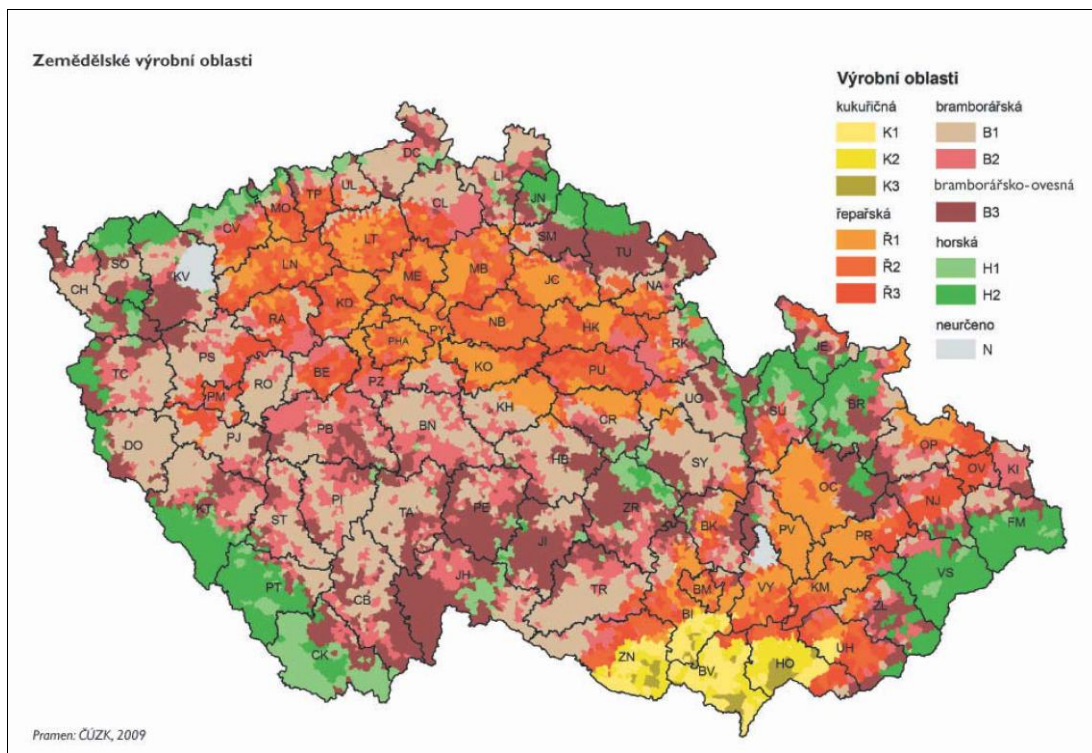 Zemědělské výrobní oblasti
Výrobní oblasti
kukuřičná
K1
K2
K3
řepařská
Ř1
Ř2
Ř3
bramborářská
B1
B2
bramborářsko-ovesná
B3
horská
H1
H2
neurčeno
N
DC
LI
UL
TP
MO
CV
CL
JN
SM
TU
LT
LN
ME
MB
JC
NA
SO
KV
CH
KD
RA
PY
NB
HK
RK
PHA
PS
BE
PZ
KO
PU
TC
PM
RO
KH
CR
UO
SU
JE
BR
DO
PJ
PB
BN
HB
SY
OP
OV
KI
OC
NJ
KT
ST
PI
TA
PE
ZR
BK
PV
PR
FM
JI
VS
PT
CB
JH
TR
BM
VY
KM
ZL
BI
UH
CK
ZN
BV
HO
Pramen: ČÚZK, 2009